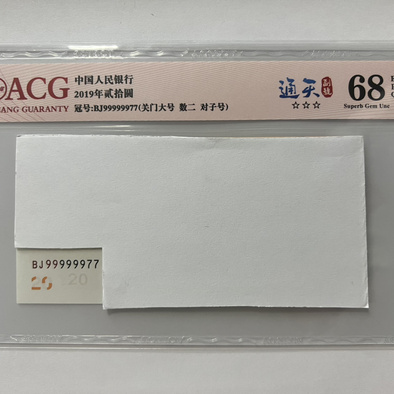 ACG
ANG GUARANTY
中国人民银行
2019年贰拾圆
冠号:BJ99999977(关门大号 数二 对子号)
通天
☆☆☆
68
Superb Gem Unc
BJ99999977
20 120